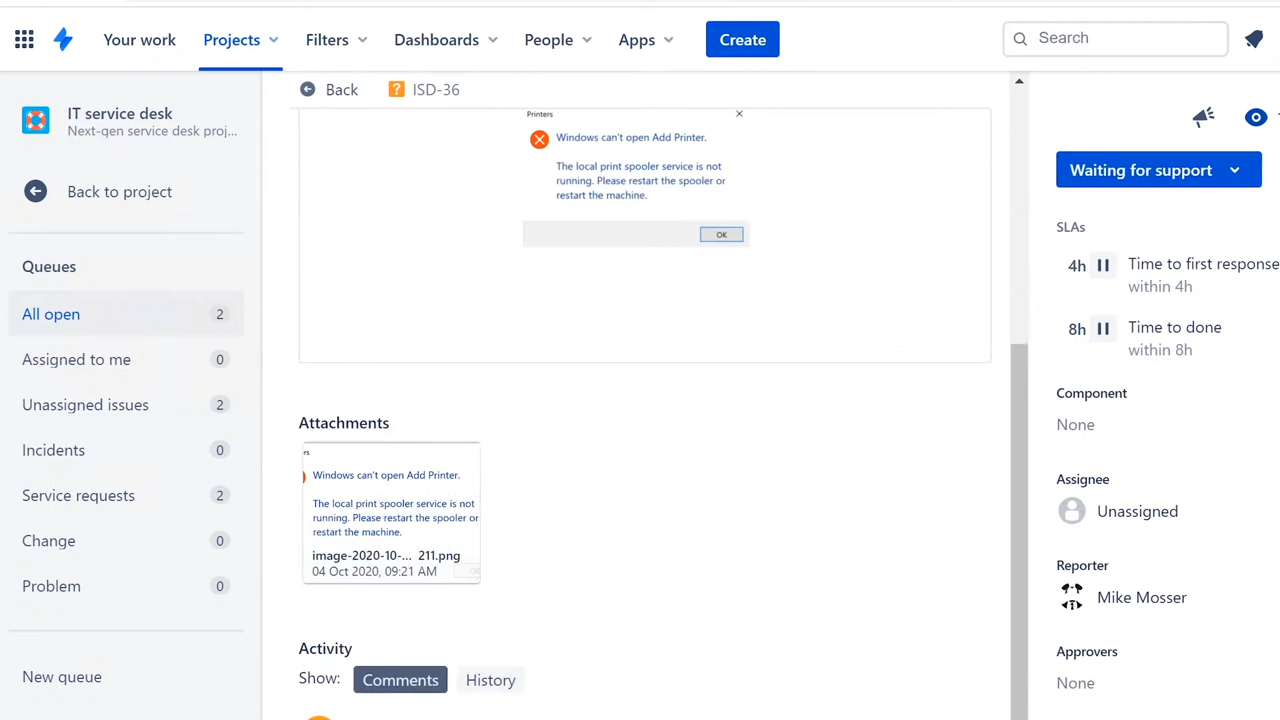 Your work
Projects
Filters
Dashboards
People
Apps
Create
Search
IT service desk
Next-gen service desk proj...
Back to project
Queues
All open 2
Assigned to me 0
Unassigned issues 2
Incidents 0
Service requests 2
Change 0
Problem 0
New queue
Back
ISD-36
Printers
Windows can't open Add Printer.
The local print spooler service is not
running. Please restart the spooler or
restart the machine.
OK
Attachments
rs
Windows can't open Add Printer.
The local print spooler service is not
running. Please restart the spooler or
restart the machine.
image-2020-10-... 211.png
04 Oct 2020, 09:21 AM
Activity
Show: Comments History
Waiting for support
SLAs
4h Time to first response
within 4h
8h Time to done
within 8h
Component
None
Assignee
Unassigned
Reporter
Mike Mosser
Approvers
None